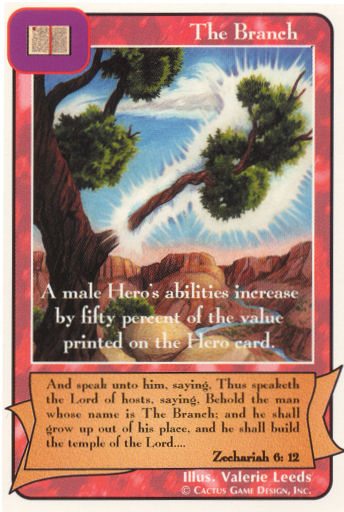 The Branch
A male Hero's abilities increase
by fifty percent of the value
printed on the Hero card.
And speak unto him, saying, Thus speaketh
the Lord of hosts, saying, Behold the man
whose name is The Branch; and he shall
grow up out of his place, and he shall build
the temple of the Lord....
Zechariah 6: 12
Illus. Valerie Leeds
© Cactus Game Design, Inc.